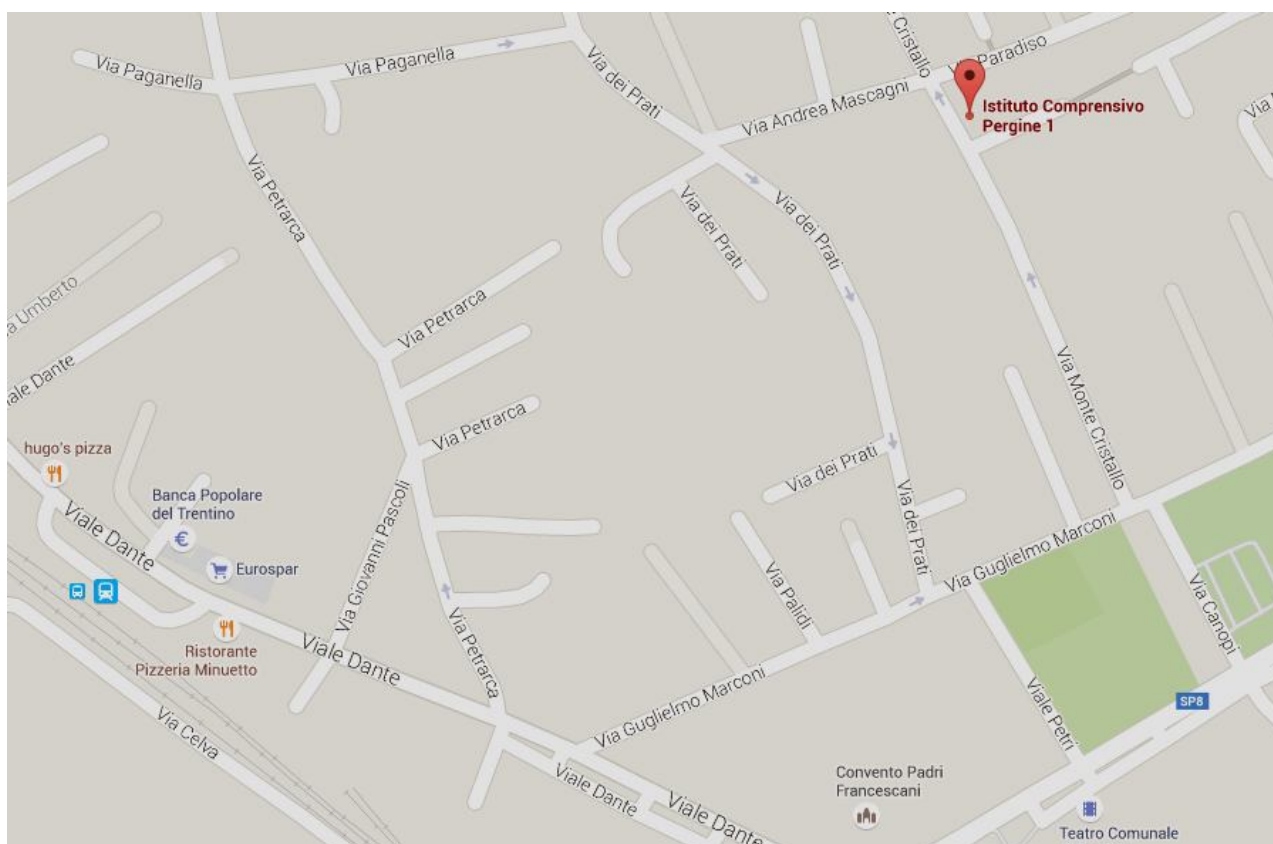 Via Paganella
Via Paganella
Via dei Prati
Cristallo
Via Paradiso
Via Andrea Mascagni
Istituto Comprensivo
Pergine 1
Via
Via Petrarca
Via dei Prati
Via dei Prati
Umberto
Viale Dante
Via Petrarca
Via Monte Cristallo
Via Petrarca
hugo's pizza
Via dei Prati
Banca Popolare
del Trentino
€
Via Giovanni Pascoli
Via dei Prati
Via Guglielmo Marconi
Viale Dante
Eurospar
Via Palidi
Via Canopi
Ristorante
Pizzeria Minuetto
Viale Dante
Via Petrarca
Via Guglielmo Marconi
Viale Petri
SP8
Via Celva
Convento Padri
Francescani
Viale Dante
Viale Dante
Teatro Comunale